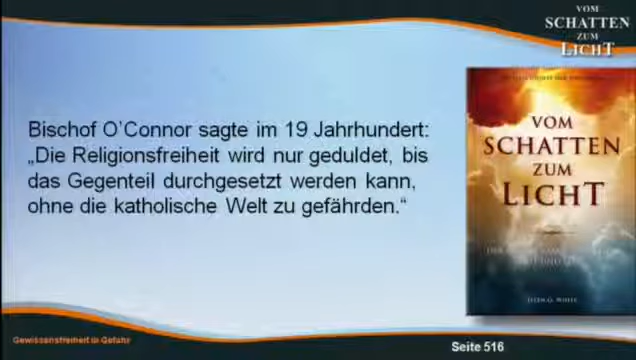 VOM
SCHATTEN
ZUM
LICHT
Bischof O’Connor sagte im 19 Jahrhundert:
„Die Religionsfreiheit wird nur geduldet, bis
das Gegenteil durchgesetzt werden kann,
ohne die katholische Welt zu gefährden.“
VOM
SCHATTEN
ZUM
LICHT
ELLEN G. WHITE
Gewissensfreiheit in Gefahr
Seite 516